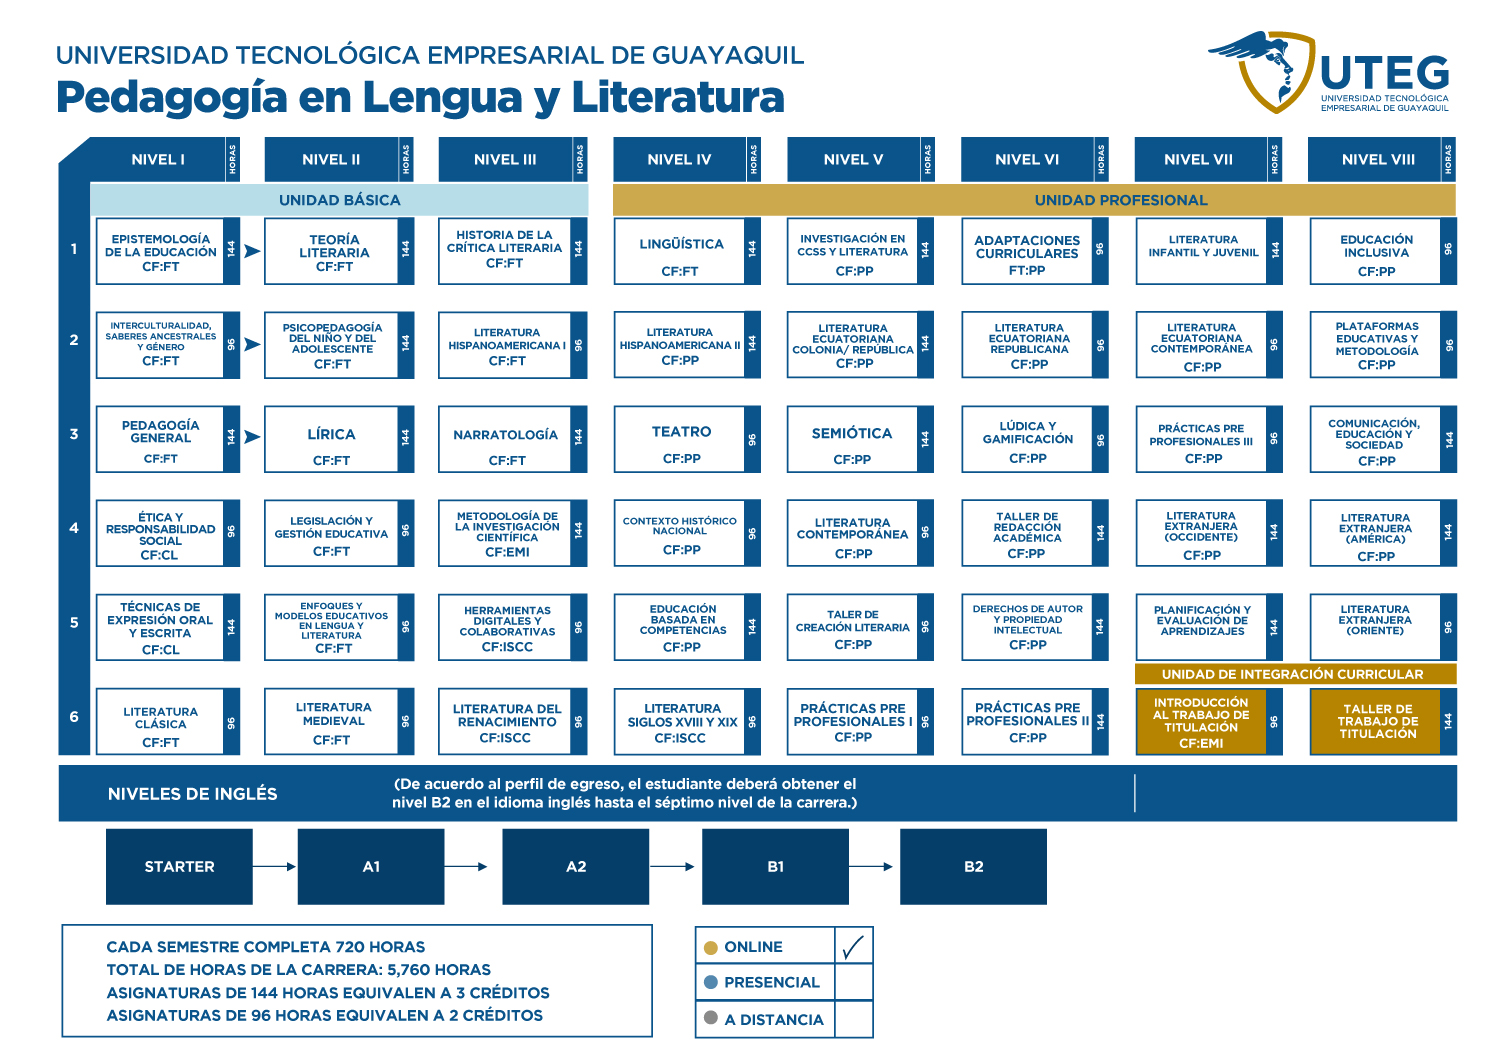 UNIVERSIDAD TECNOLÓGICA EMPRESARIAL DE GUAYAQUIL
Pedagogía en Lengua y Literatura
UTEG
UNIVERSIDAD TECNOLÓGICA
EMPRESARIAL DE GUAYAQUIL
NIVEL I HORAS NIVEL II HORAS NIVEL III HORAS NIVEL IV HORAS NIVEL V HORAS NIVEL VI HORAS NIVEL VII HORAS NIVEL VIII HORAS
UNIDAD BÁSICA UNIDAD PROFESIONAL
1
EPISTEMOLOGÍA
DE LA EDUCACIÓN
CF:FT
144
TEORÍA
LITERARIA
CF:FT
144
HISTORIA DE LA
CRÍTICA LITERARIA
CF:FT
144
LINGÜÍSTICA
CF:FT
144
INVESTIGACIÓN EN
CCSS Y LITERATURA
CF:PP
144
ADAPTACIONES
CURRICULARES
FT:PP
96
LITERATURA
INFANTIL Y JUVENIL
144
EDUCACIÓN
INCLUSIVA
CF:PP
96
2
INTERCULTURALIDAD,
SABERES ANCESTRALES
Y GÉNERO
CF:FT
96
PSICOPEDAGOGÍA
DEL NIÑO Y DEL
ADOLESCENTE
CF:FT
144
LITERATURA
HISPANOAMERICANA I
CF:FT
96
LITERATURA
HISPANOAMERICANA II
CF:PP
144
LITERATURA
ECUATORIANA
COLONIA/ REPÚBLICA
CF:PP
144
LITERATURA
ECUATORIANA
REPUBLICANA
CF:PP
96
LITERATURA
ECUATORIANA
CONTEMPORÁNEA
CF:PP
96
PLATAFORMAS
EDUCATIVAS Y
METODOLOGÍA
CF:PP
96
3
PEDAGOGÍA
GENERAL
CF:FT
144
LÍRICA
CF:FT
144
NARRATOLOGÍA
CF:FT
144
TEATRO
CF:PP
96
SEMIÓTICA
CF:PP
144
LÚDICA Y
GAMIFICACIÓN
CF:PP
96
PRÁCTICAS PRE
PROFESIONALES III
CF:PP
96
COMUNICACIÓN,
EDUCACIÓN Y
SOCIEDAD
CF:PP
144
4
ÉTICA Y
RESPONSABILIDAD
SOCIAL
CF:CL
96
LEGISLACIÓN Y
GESTIÓN EDUCATIVA
CF:FT
96
METODOLOGÍA DE
LA INVESTIGACIÓN
CIENTÍFICA
CF:EMI
144
CONTEXTO HISTÓRICO
NACIONAL
CF:PP
96
LITERATURA
CONTEMPORÁNEA
CF:PP
96
TALLER DE
REDACCIÓN
ACADÉMICA
CF:PP
144
LITERATURA
EXTRANJERA
(OCCIDENTE)
CF:PP
144
LITERATURA
EXTRANJERA
(AMÉRICA)
CF:PP
144
5
TÉCNICAS DE
EXPRESIÓN ORAL
Y ESCRITA
CF:CL
144
ENFOQUES Y
MODELOS EDUCATIVOS
EN LENGUA Y
LITERATURA
CF:FT
96
HERRAMIENTAS
DIGITALES Y
COLABORATIVAS
CF:ISCC
96
EDUCACIÓN
BASADA EN
COMPETENCIAS
CF:PP
144
TALER DE
CREACIÓN LITERARIA
CF:PP
96
DERECHOS DE AUTOR
Y PROPIEDAD
INTELECTUAL
CF:PP
144
PLANIFICACIÓN Y
EVALUACIÓN DE
APRENDIZAJES
144
LITERATURA
EXTRANJERA
(ORIENTE)
96
UNIDAD DE INTEGRACIÓN CURRICULAR
6
LITERATURA
CLÁSICA
CF:FT
96
LITERATURA
MEDIEVAL
CF:FT
96
LITERATURA DEL
RENACIMIENTO
CF:ISCC
96
LITERATURA
SIGLOS XVIII Y XIX
CF:ISCC
96
PRÁCTICAS PRE
PROFESIONALES I
CF:PP
144
PRÁCTICAS PRE
PROFESIONALES II
CF:PP
144
INTRODUCCIÓN
AL TRABAJO DE
TITULACIÓN
CF:EMI
96
TALLER DE
TRABAJO DE
TITULACIÓN
144
NIVELES DE INGLÉS
(De acuerdo al perfil de egreso, el estudiante deberá obtener el
nivel B2 en el idioma inglés hasta el séptimo nivel de la carrera.)
STARTER A1 A2 B1 B2
CADA SEMESTRE COMPLETA 720 HORAS
TOTAL DE HORAS DE LA CARRERA: 5,760 HORAS
ASIGNATURAS DE 144 HORAS EQUIVALEN A 3 CRÉDITOS
ASIGNATURAS DE 96 HORAS EQUIVALEN A 2 CRÉDITOS
ONLINE
PRESENCIAL
A DISTANCIA